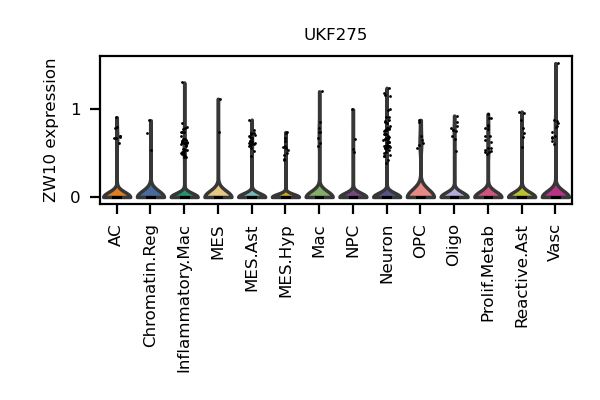 UKF275
ZW10 expression
1
0
AC
Chromatin.Reg
Inflammatory.Mac
MES
MES.Ast
MES.Hyp
Mac
NPC
Neuron
OPC
Oligo
Prolif.Metab
Reactive.Ast
Vasc